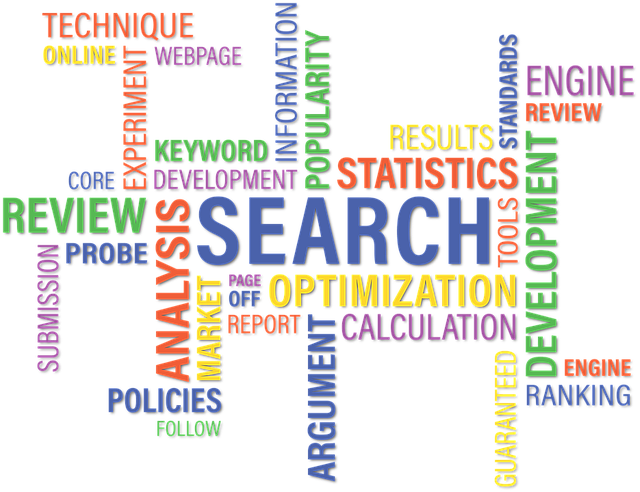 TECHNIQUE
ONLINE
EXPERIMENT
WEBPAGE
INFORMATION
POPULARITY
STANDARDS
ENGINE
REVIEW
KEYWORD
RESULTS
CORE
DEVELOPMENT
STATISTICS
DEVELOPMENT
REVIEW
ANALYSIS
SEARCH
TOOLS
PROBE
SUBMISSION
MARKET
PAGE
OFF
OPTIMIZATION
REPORT
ARGUMENT
CALCULATION
GUARANTEED
ENGINE
RANKING
POLICIES
FOLLOW